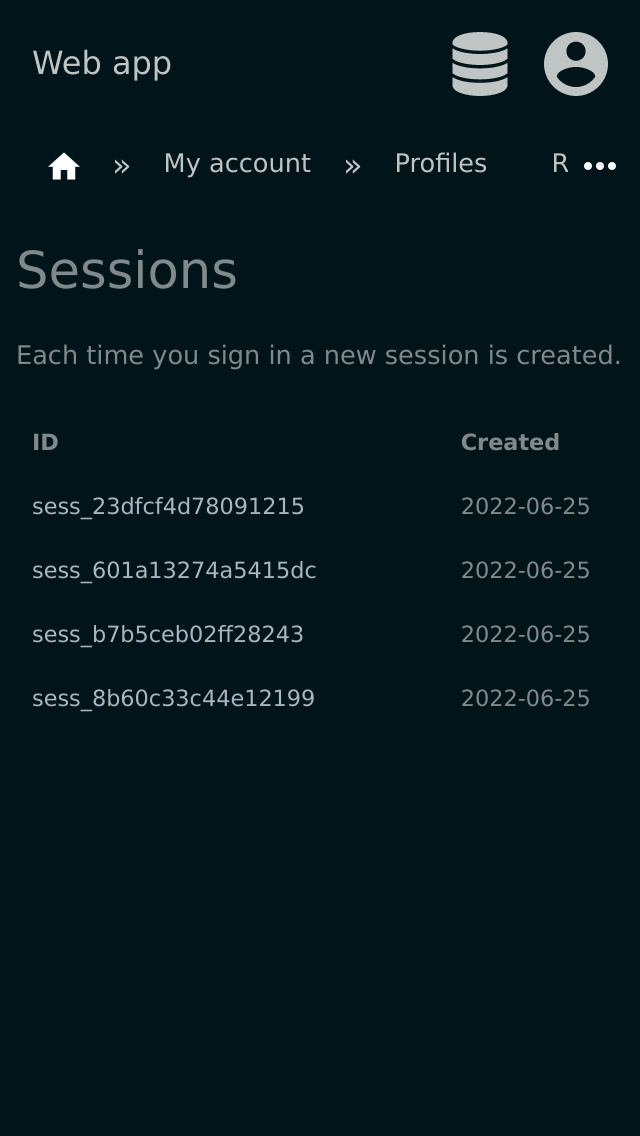 Web app
» My account » Profiles R
Sessions
Each time you sign in a new session is created.
ID Created
sess_23dfcf4d78091215 2022-06-25
sess_601a13274a5415dc 2022-06-25
sess_b7b5ceb02ff28243 2022-06-25
sess_8b60c33c44e12199 2022-06-25